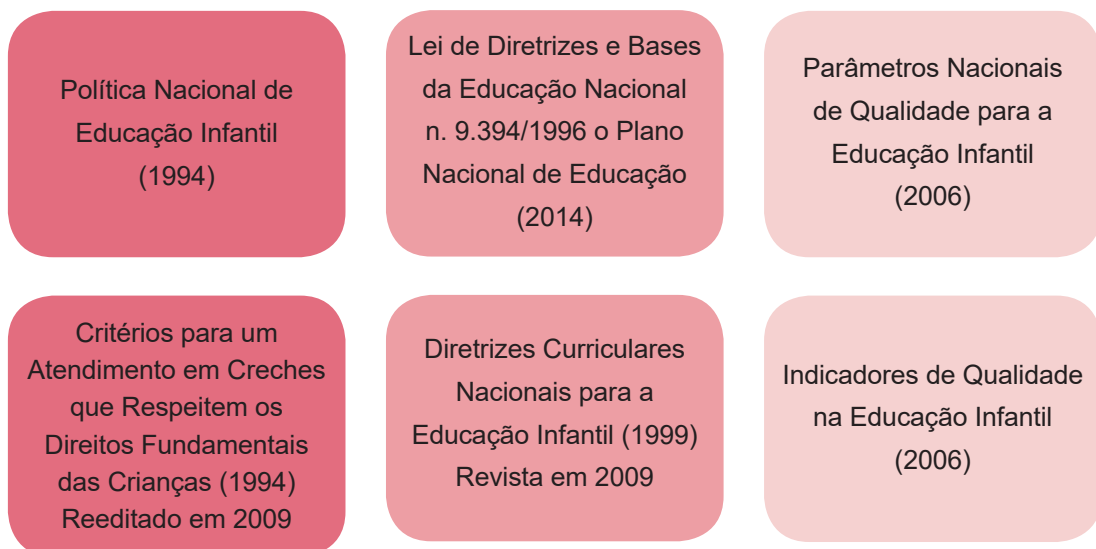 Política Nacional de
Educação Infantil
(1994)
Lei de Diretrizes e Bases
da Educação Nacional
n. 9.394/1996 o Plano
Nacional de Educação
(2014)
Parâmetros Nacionais
de Qualidade para a
Educação Infantil
(2006)
Critérios para um
Atendimento em Creches
que Respeitem os
Direitos Fundamentais
das Crianças (1994)
Reeditado em 2009
Diretrizes Curriculares
Nacionais para a
Educação Infantil (1999)
Revista em 2009
Indicadores de Qualidade
na Educação Infantil
(2006)